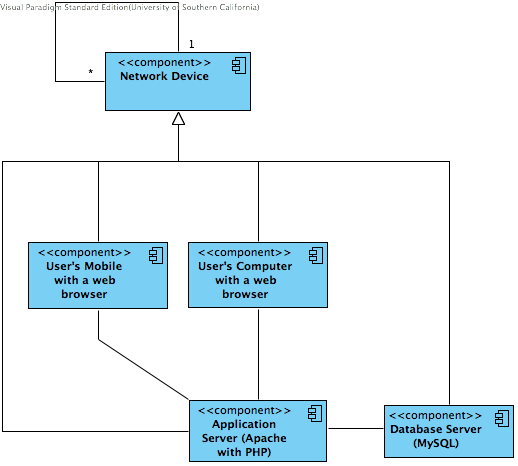 Visual Paradigm Standard Edition(University of Southern California)
1
*
<<component>>
Network Device
<<component>>
User's Mobile
with a web
browser
<<component>>
User's Computer
with a web
browser
<<component>>
Application
Server (Apache
with PHP)
<<component>>
Database Server
(MySQL)